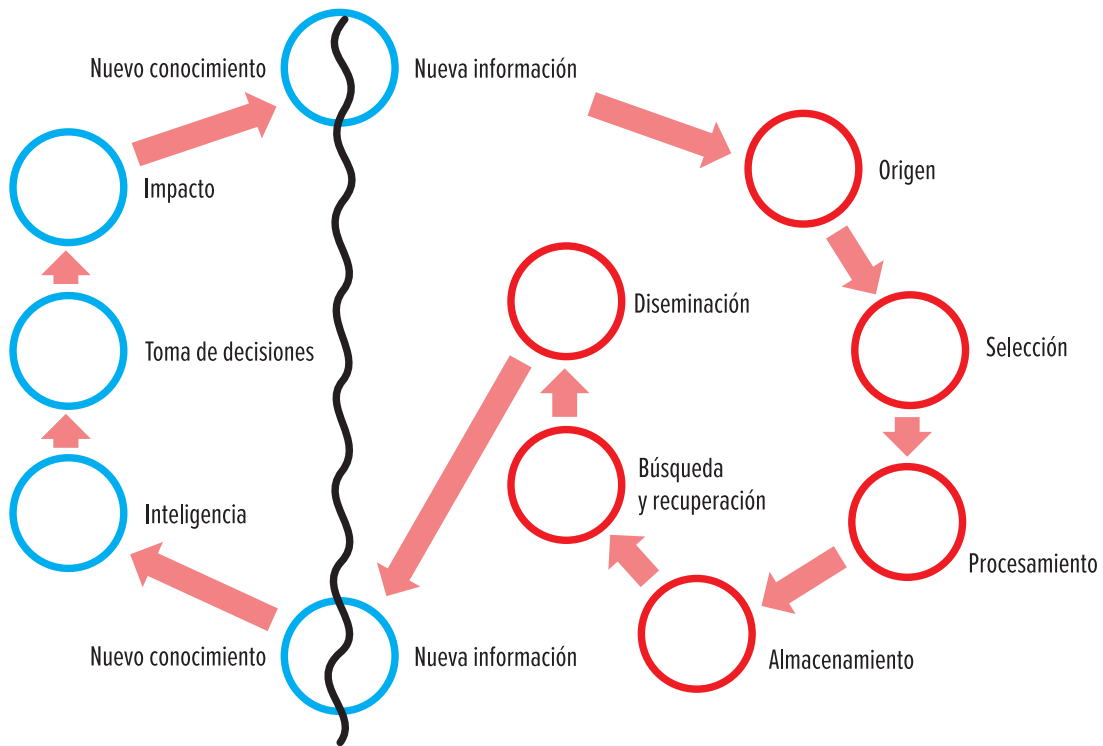 Nuevo conocimiento
Nueva información
Origen
Impacto
Diseminación
Selección
Toma de decisiones
Búsqueda
y recuperación
Inteligencia
Procesamiento
Nuevo conocimiento
Nueva información
Almacenamiento